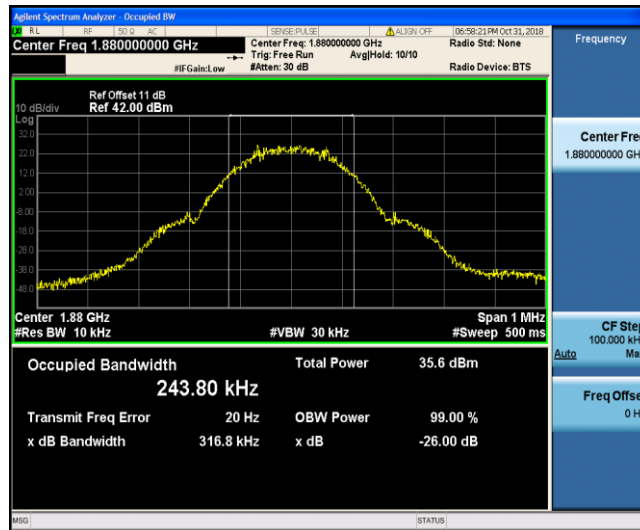 Agilent Spectrum Analyzer - Occupied BW
RL RF 50 Ω AC SENSE:PULSE ALIGN OFF 06:58:21 PM Oct 31, 2018
Center Freq 1.880000000 GHz
Center Freq: 1.880000000 GHz Radio Std: None
Trig: Free Run Avg|Hold: 10/10
#IFGain:Low #Atten: 30 dB Radio Device: BTS
Frequency
Ref Offset 11 dB
10 dB/div Ref 42.00 dBm
Log
32.0
22.0
12.0
2.00
-8.00
-18.0
-28.0
-38.0
-48.0
Center 1.88 GHz Span 1 MHz
#Res BW 10 kHz #VBW 30 kHz #Sweep 500 ms
Occupied Bandwidth Total Power 35.6 dBm
243.80 kHz
Transmit Freq Error 20 Hz OBW Power 99.00 %
x dB Bandwidth 316.8 kHz x dB -26.00 dB
Center Fre
1.880000000 GH
CF Step
100.000 kH
Auto Ma
Freq Offse
0 H
MSG STATUS